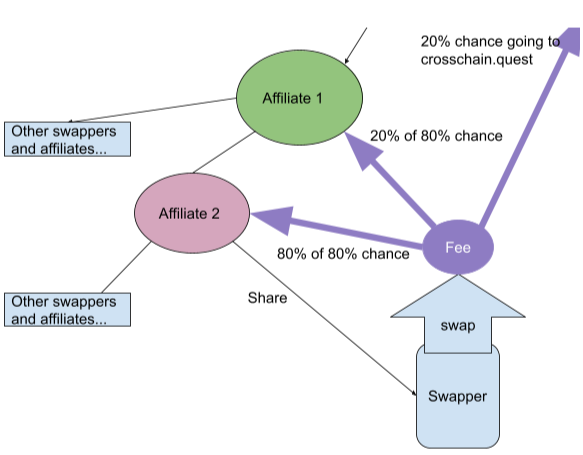 20% chance going to
crosschain.quest
Affiliate 1
Other swappers
and affiliates...
20% of 80% chance
Affiliate 2
Fee
80% of 80% chance
Other swappers
and affiliates...
Share
swap
Swapper